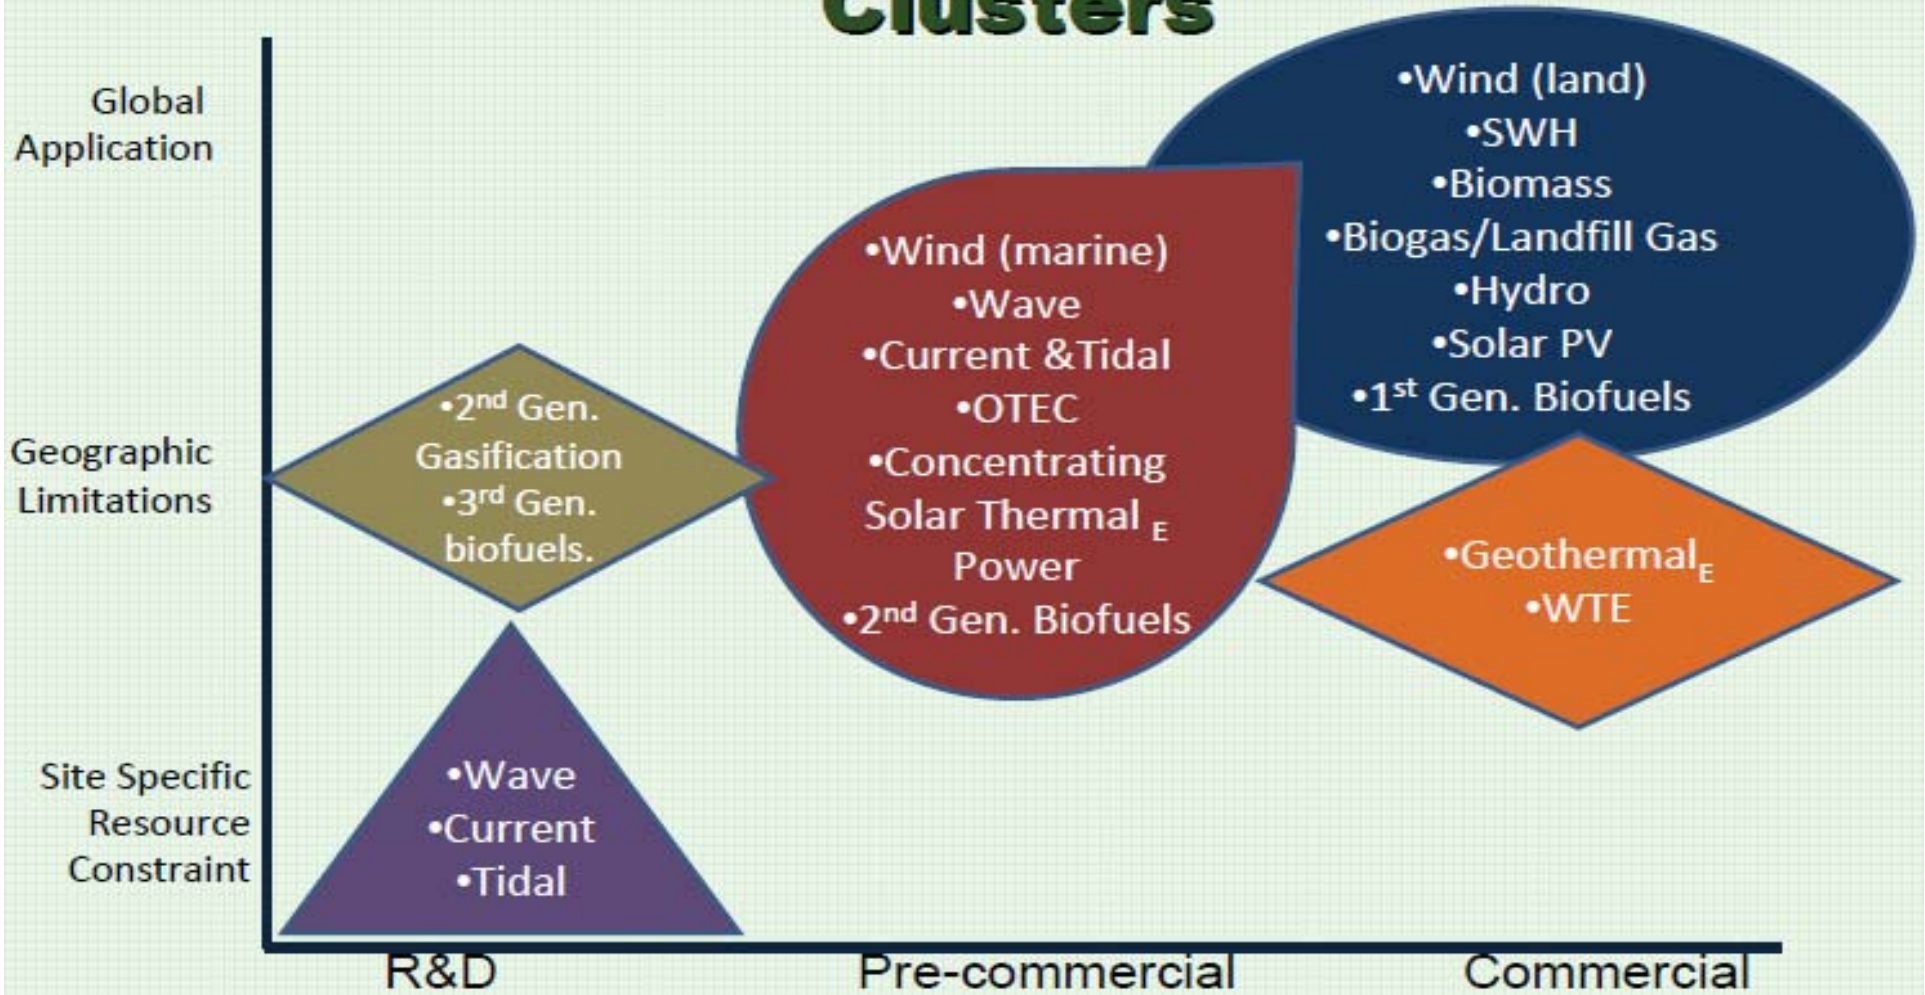 Clusters
Global
Application
Geographic
Limitations
Site Specific
Resource
Constraint
•2nd Gen.
Gasification
•3rd Gen.
biofuels.
•Wave
•Current
•Tidal
•Wind (marine)
•Wave
•Current &Tidal
•OTEC
•Concentrating
Solar Thermal E
Power
•2nd Gen. Biofuels
•Wind (land)
•SWH
•Biomass
•Biogas/Landfill Gas
•Hydro
•Solar PV
•1st Gen. Biofuels
•GeothermalE
•WTE
R&D
Pre-commercial
Commercial